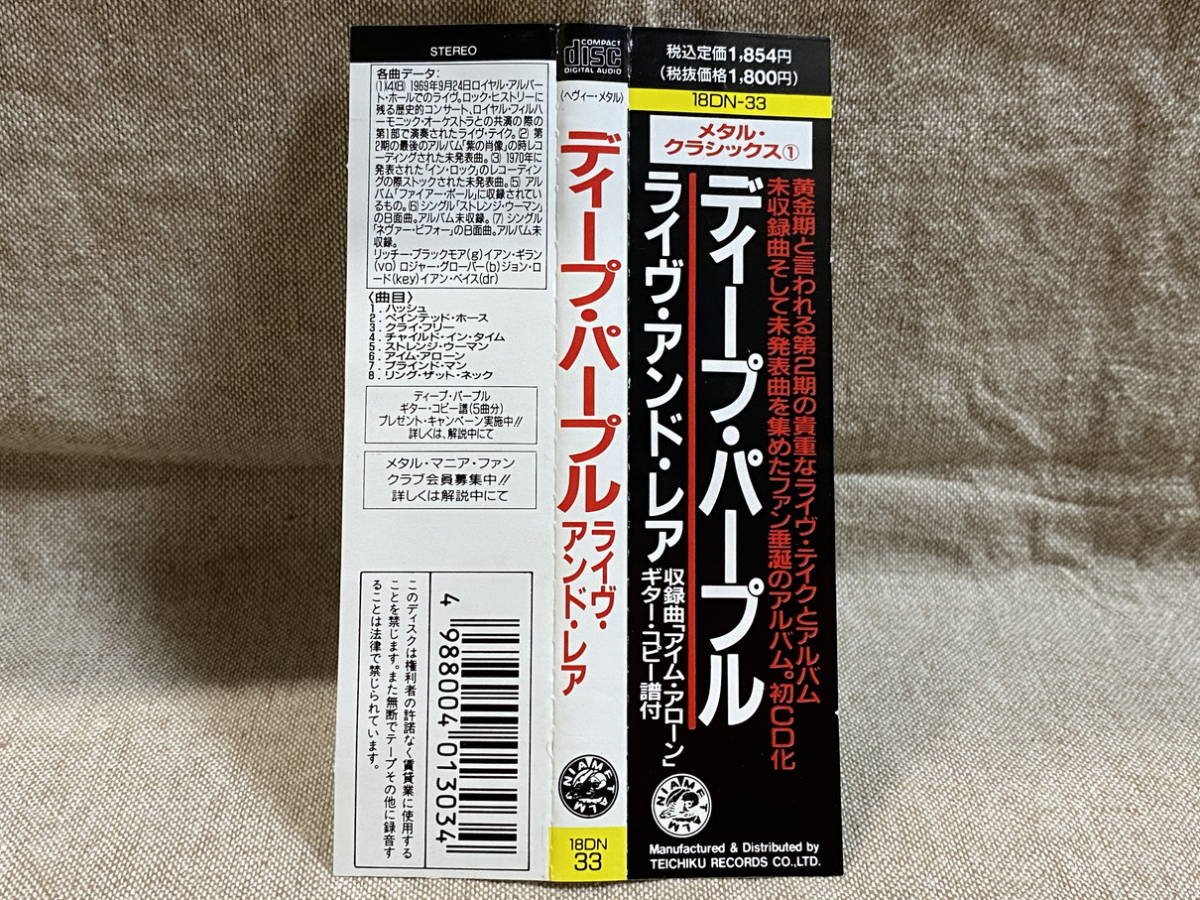 STEREO
各曲データ:
(1)(4)(8) 1969年9月24日ロイヤル・アルバー
ト・ホールでのライヴ。ロック・ヒストリーに
残る歴史的コンサート、ロイヤル・フィルハ
ーモニック・オーケストラとの共演の際の
第1部で演奏されたライヴ・テイク。(2) 第
2期の最後のアルバム「紫の肖像」の時レコ
ーディングされた未発表曲。(3) 1970年に
発表された「イン・ロック」のレコーディ
ングの際ストックされた未発表曲。(5) アル
バム「ファイアー・ボール」に収録されてい
るもの。(6) シングル「ストレンジ・ウーマン」
のB面曲。アルバム未収録。(7) シングル
「ネヴァー・ビフォー」のB面曲。アルバム未
収録。
リッチー・ブラックモア(g)イアン・ギラン
(vo) ロジャー・グローバー(b)ジョン・ロ
ード(key)イアン・ペイス(dr)
〈曲目〉
1. ハッシュ
2. ペインテッド・ホース
3. クライ・フリー
4. チャイルド・イン・タイム
5. ストレンジ・ウーマン
6. アイム・アローン
7. ブラインド・マン
8. リング・ザット・ネック
ディープ・パープル
ギター・コピー譜(5曲分)
プレゼント・キャンペーン実施中!!
詳しくは、解説中にて
メタル・マニア・ファン
クラブ会員募集中!!
詳しくは解説中にて
このディスクは権利者の許諾なく賃貸業に使用する
ことを禁じます。また無断でテープその他に録音す
ることは法律で禁じられています。
4 988004 013034
COMPACT
disc
DIGITAL AUDIO
(ヘヴィー・メタル)
ディープ・パープル
ライヴ・
アンド・レア
METALMANIA
18DN
33
税込定価1,854円
(税抜価格1,800円)
18DN-33
メタル・
クラシックス①
黄金期と言われる第2期の貴重なライヴ・テイクとアルバム
未収録曲そして未発表曲を集めたファン垂涎のアルバム。初CD化
ディープ・パープル
ライヴ・アンド・レア
収録曲「アイム・アローン」
ギター・コピー譜付
METALMANIA
Manufactured & Distributed by
TEICHIKU RECORDS CO.,LTD.